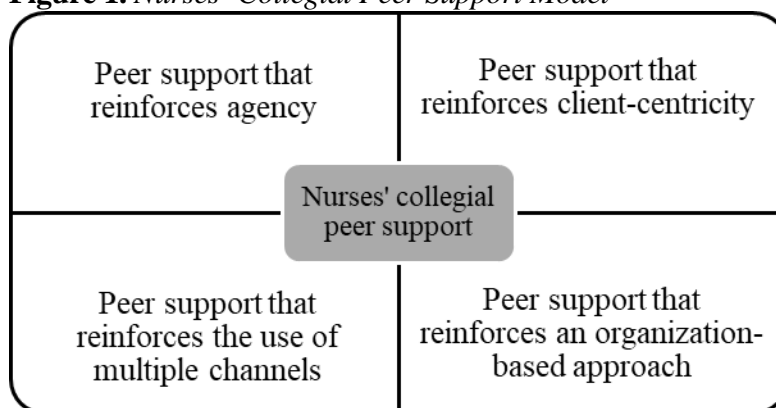 Figure 1. Nurses' Collegial Peer Support Model
Peer support that
reinforces agency
Peer support that
reinforces client-centricity
Nurses' collegial
peer support
Peer support that
reinforces the use of
multiple channels
Peer support that
reinforces an organization-
based approach